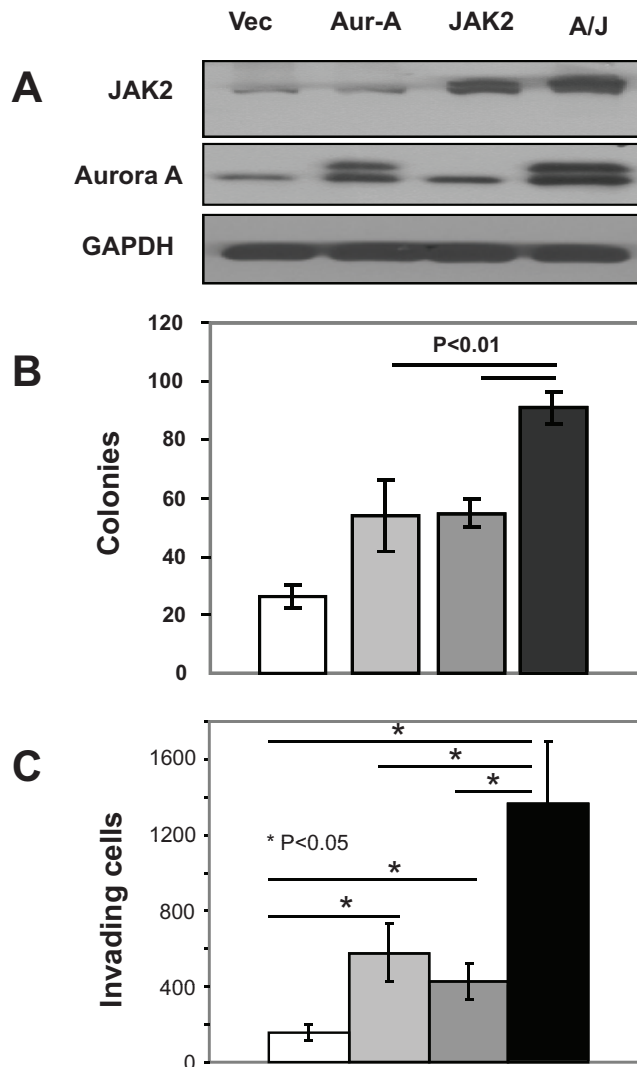 Vec Aur-A JAK2 A/J
A
JAK2
Aurora A
GAPDH
B
Colonies
120
100
80
60
40
20
0
P<0.01
C
Invading cells
1600
1200
800
400
0
*
*
*
* P<0.05
*
*